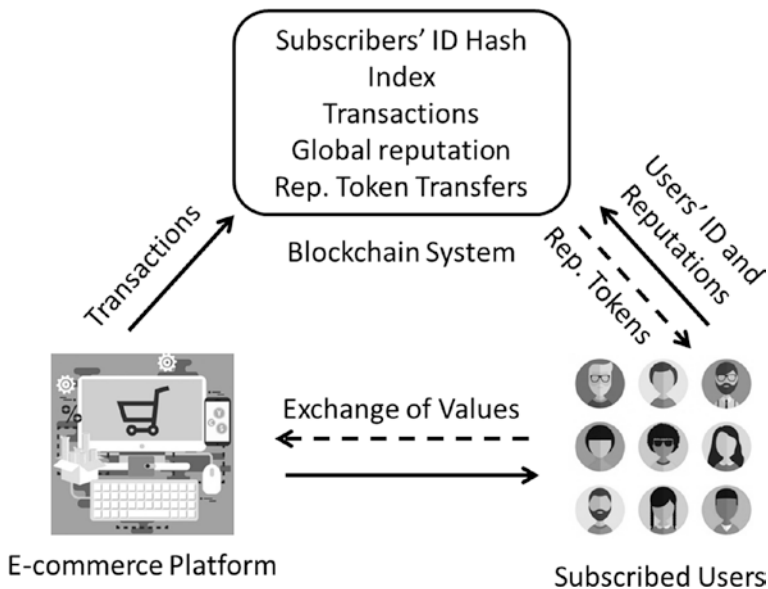 Subscribers' ID Hash
Index
Transactions
Global reputation
Rep. Token Transfers
Blockchain System
Transactions
Users' ID and
Reputations
Rep. Tokens
Exchange of Values
E-commerce Platform
Subscribed Users